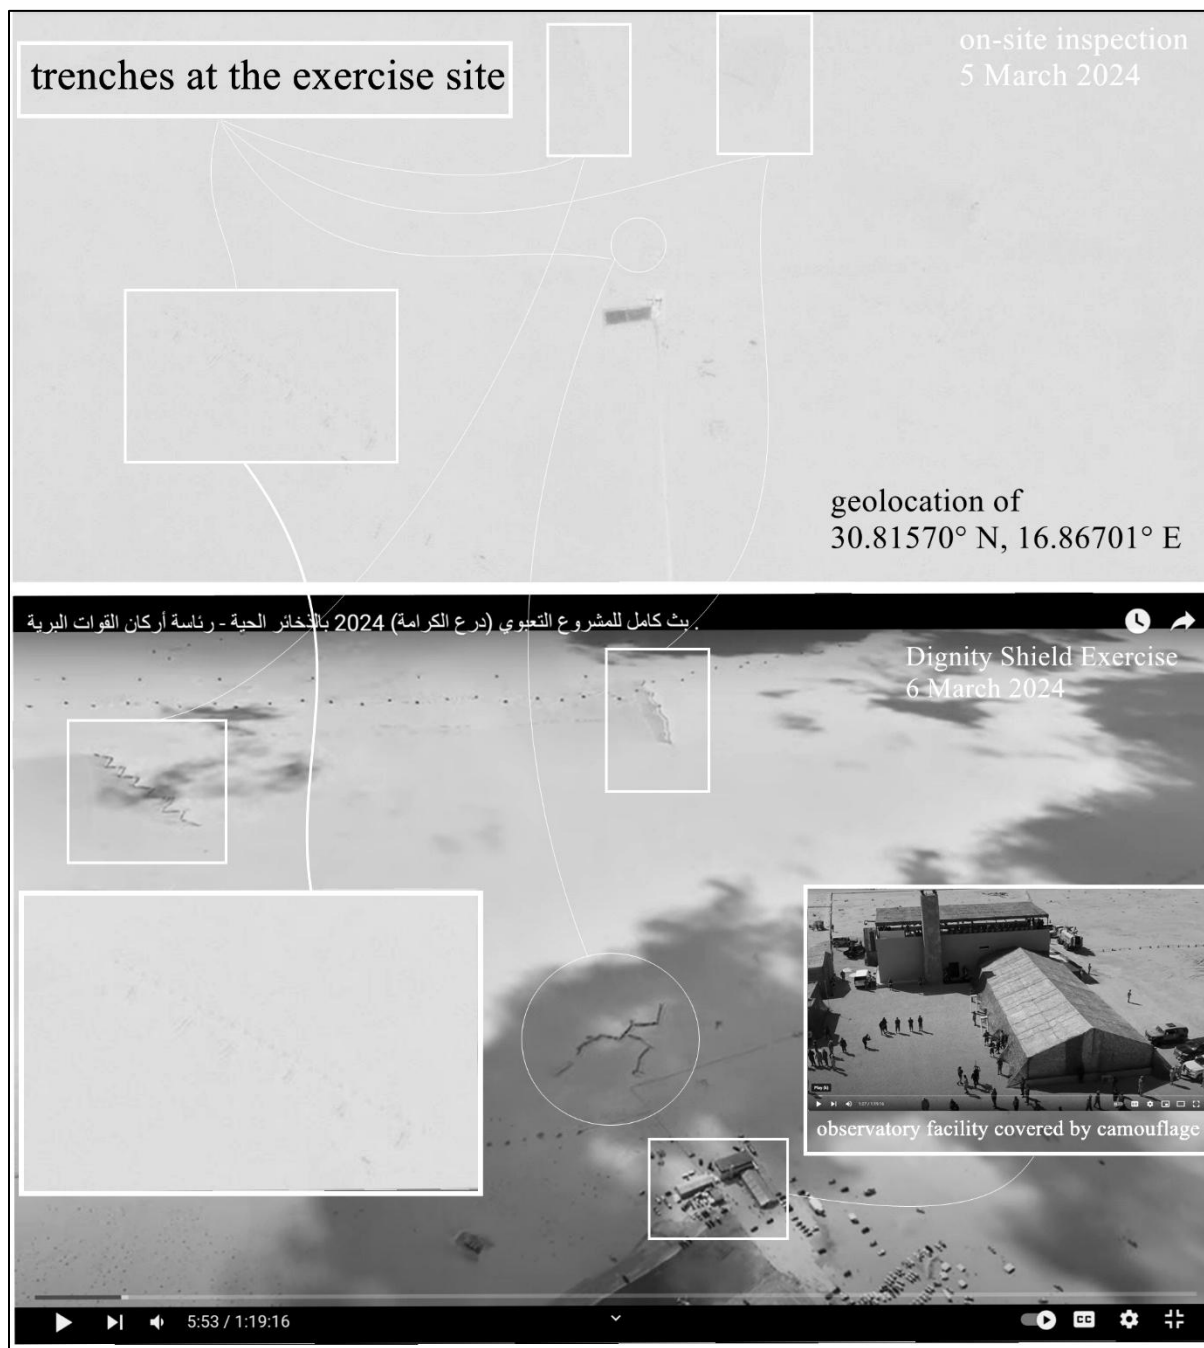 trenches at the exercise site
on-site inspection
5 March 2024
geolocation of
30.81570° N, 16.86701° E
بث كامل للمشروع التعبوي (درع الكرامة) 2024 بالذخائر الحية - رئاسة أركان القوات البرية .
Dignity Shield Exercise
6 March 2024
observatory facility covered by camouflage
5:53 / 1:19:16
CC